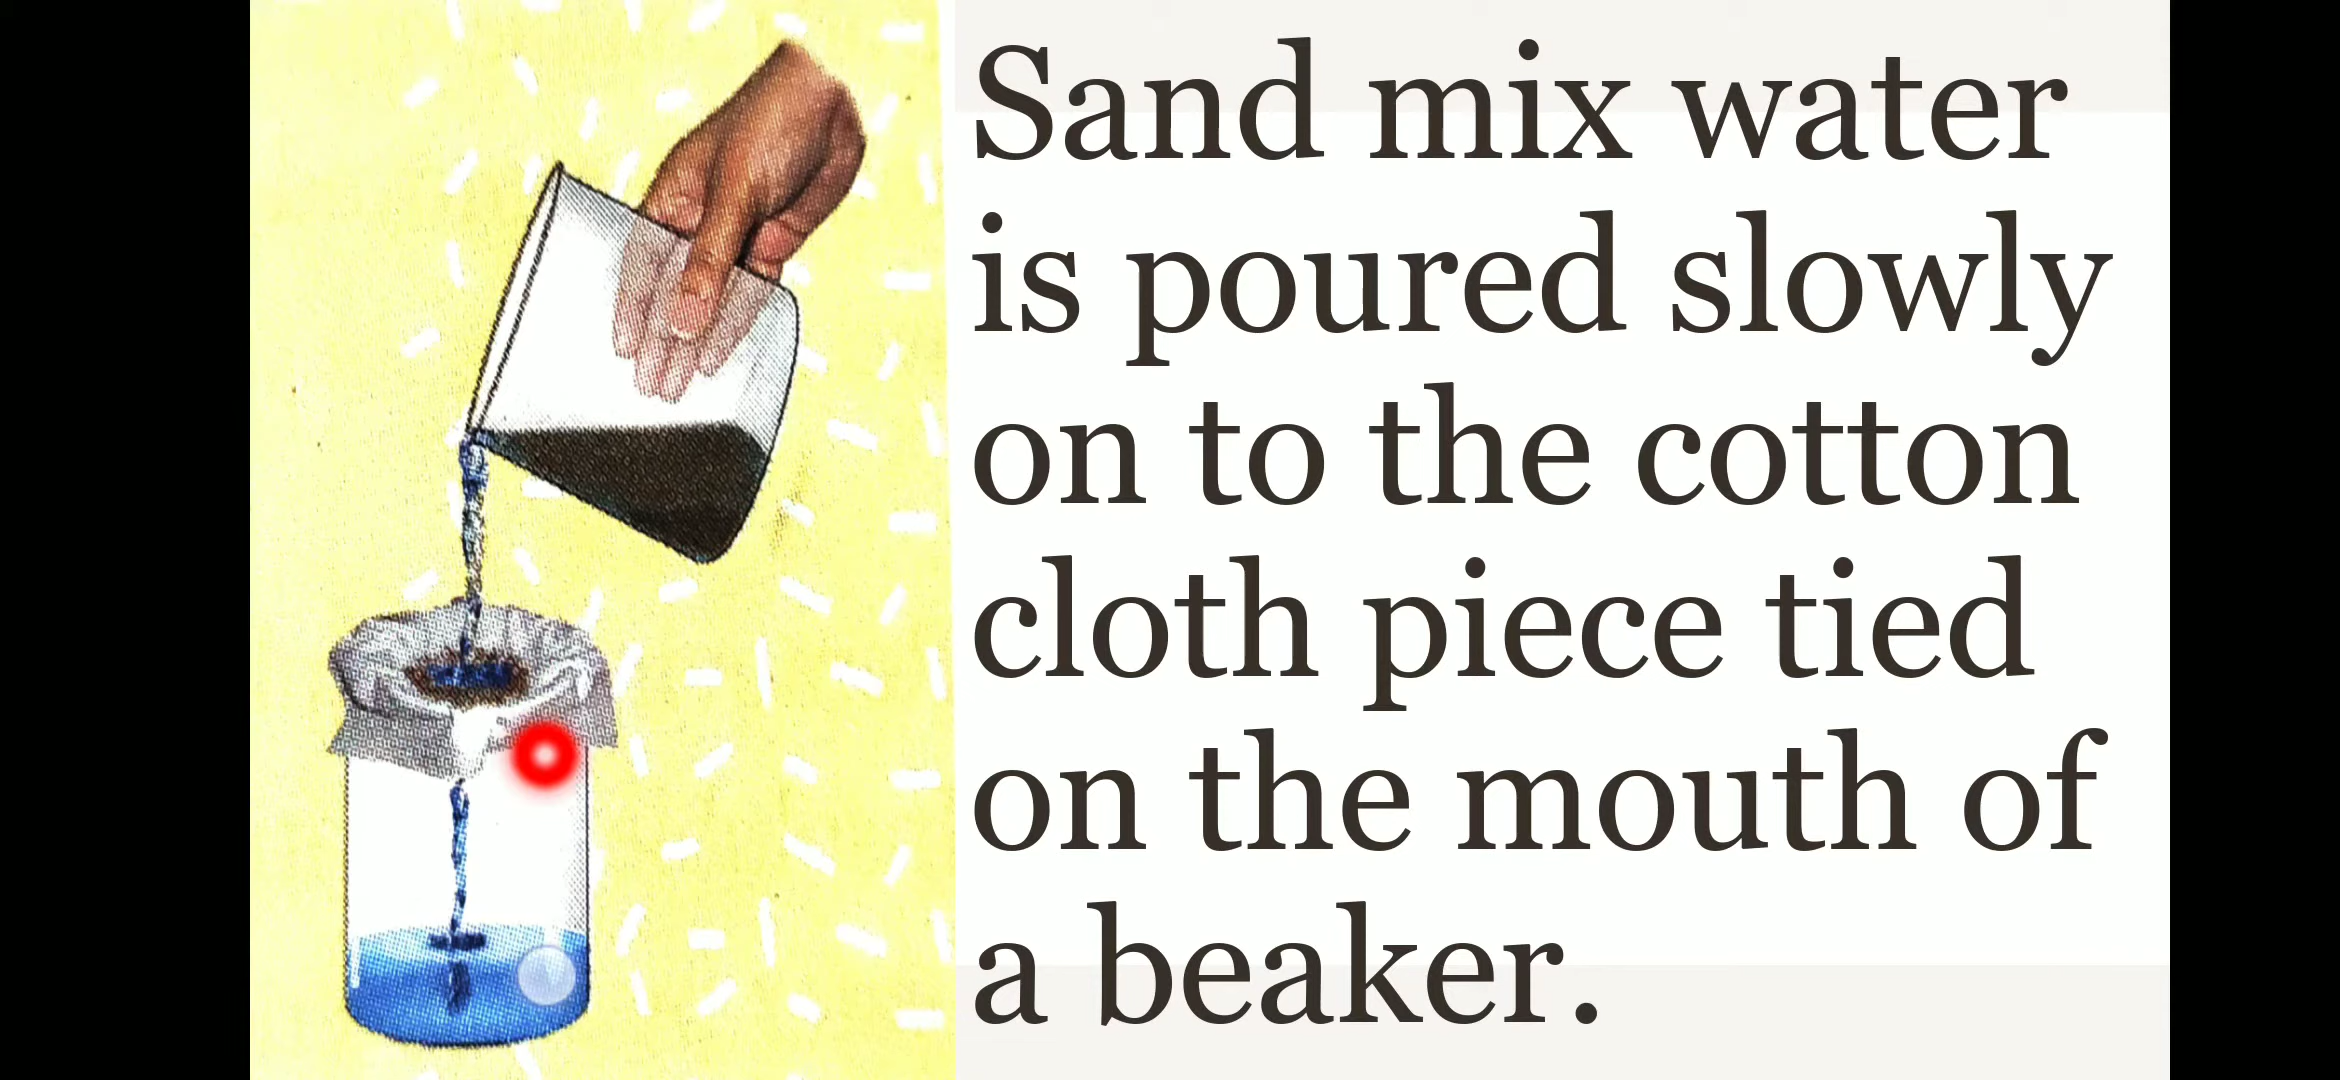 Sand mix water
is poured slowly
on to the cotton
cloth piece tied
on the mouth of
a beaker.